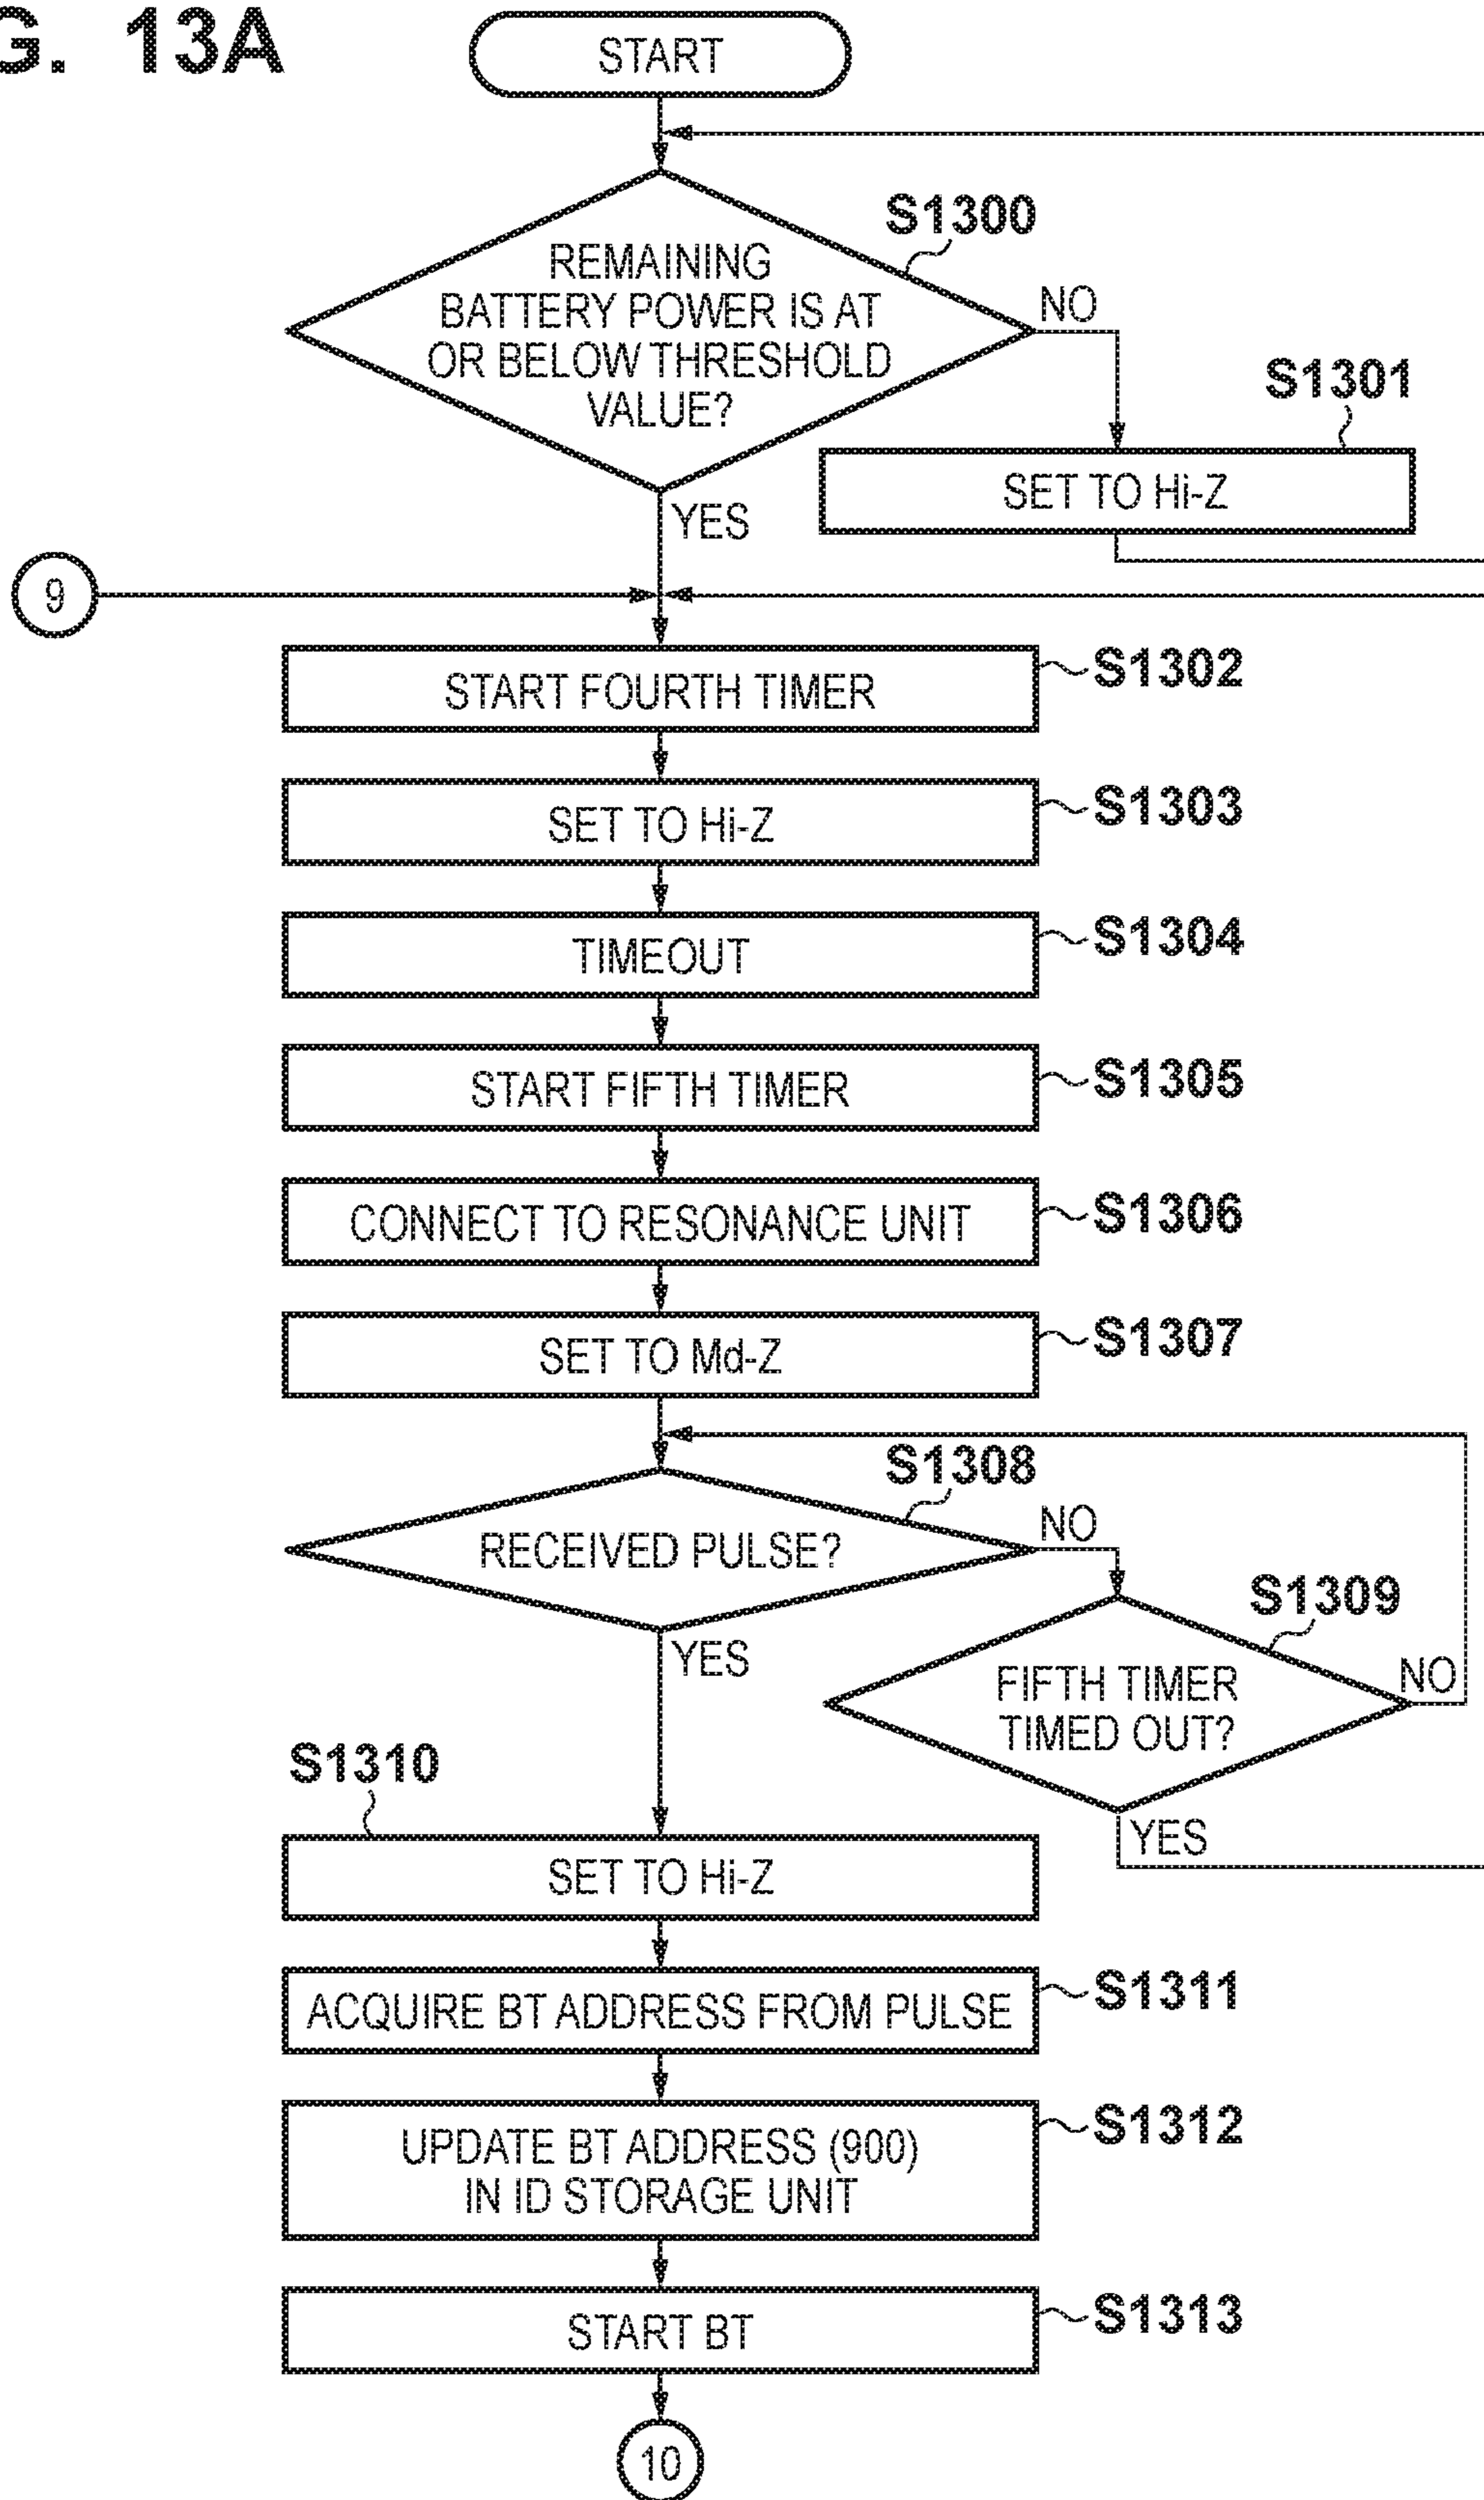 G. 13A
START
S1300
REMAINING
BATTERY POWER IS AT
OR BELOW THRESHOLD
VALUE?
NO
S1301
SET TO Hi-Z
YES
9
START FOURTH TIMER
S1302
SET TO Hi-Z
S1303
TIMEOUT
S1304
START FIFTH TIMER
S1305
CONNECT TO RESONANCE UNIT
S1306
SET TO Md-Z
S1307
S1308
RECEIVED PULSE?
NO
S1309
FIFTH TIMER
TIMED OUT?
NO
YES
YES
S1310
SET TO Hi-Z
ACQUIRE BT ADDRESS FROM PULSE
S1311
UPDATE BT ADDRESS (900)
IN ID STORAGE UNIT
S1312
START BT
S1313
10